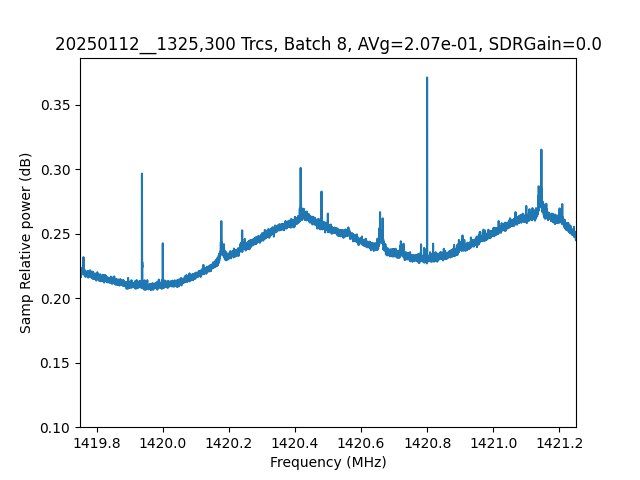 20250112__1325,300 Trcs, Batch 8, AVg=2.07e-01, SDRGain=0.0
Samp Relative power (dB)
0.35
0.30
0.25
0.20
0.15
0.10
1419.8 1420.0 1420.2 1420.4 1420.6 1420.8 1421.0 1421.2
Frequency (MHz)